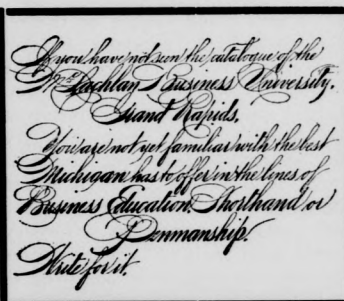 If you have not seen the catalogue of the
McLachlan Business University.
Grand Rapids,
You are not yet familiar with the best
Michigan has to offer in the lines of
Business Education, Shorthand or
Penmanship.
Write for it.